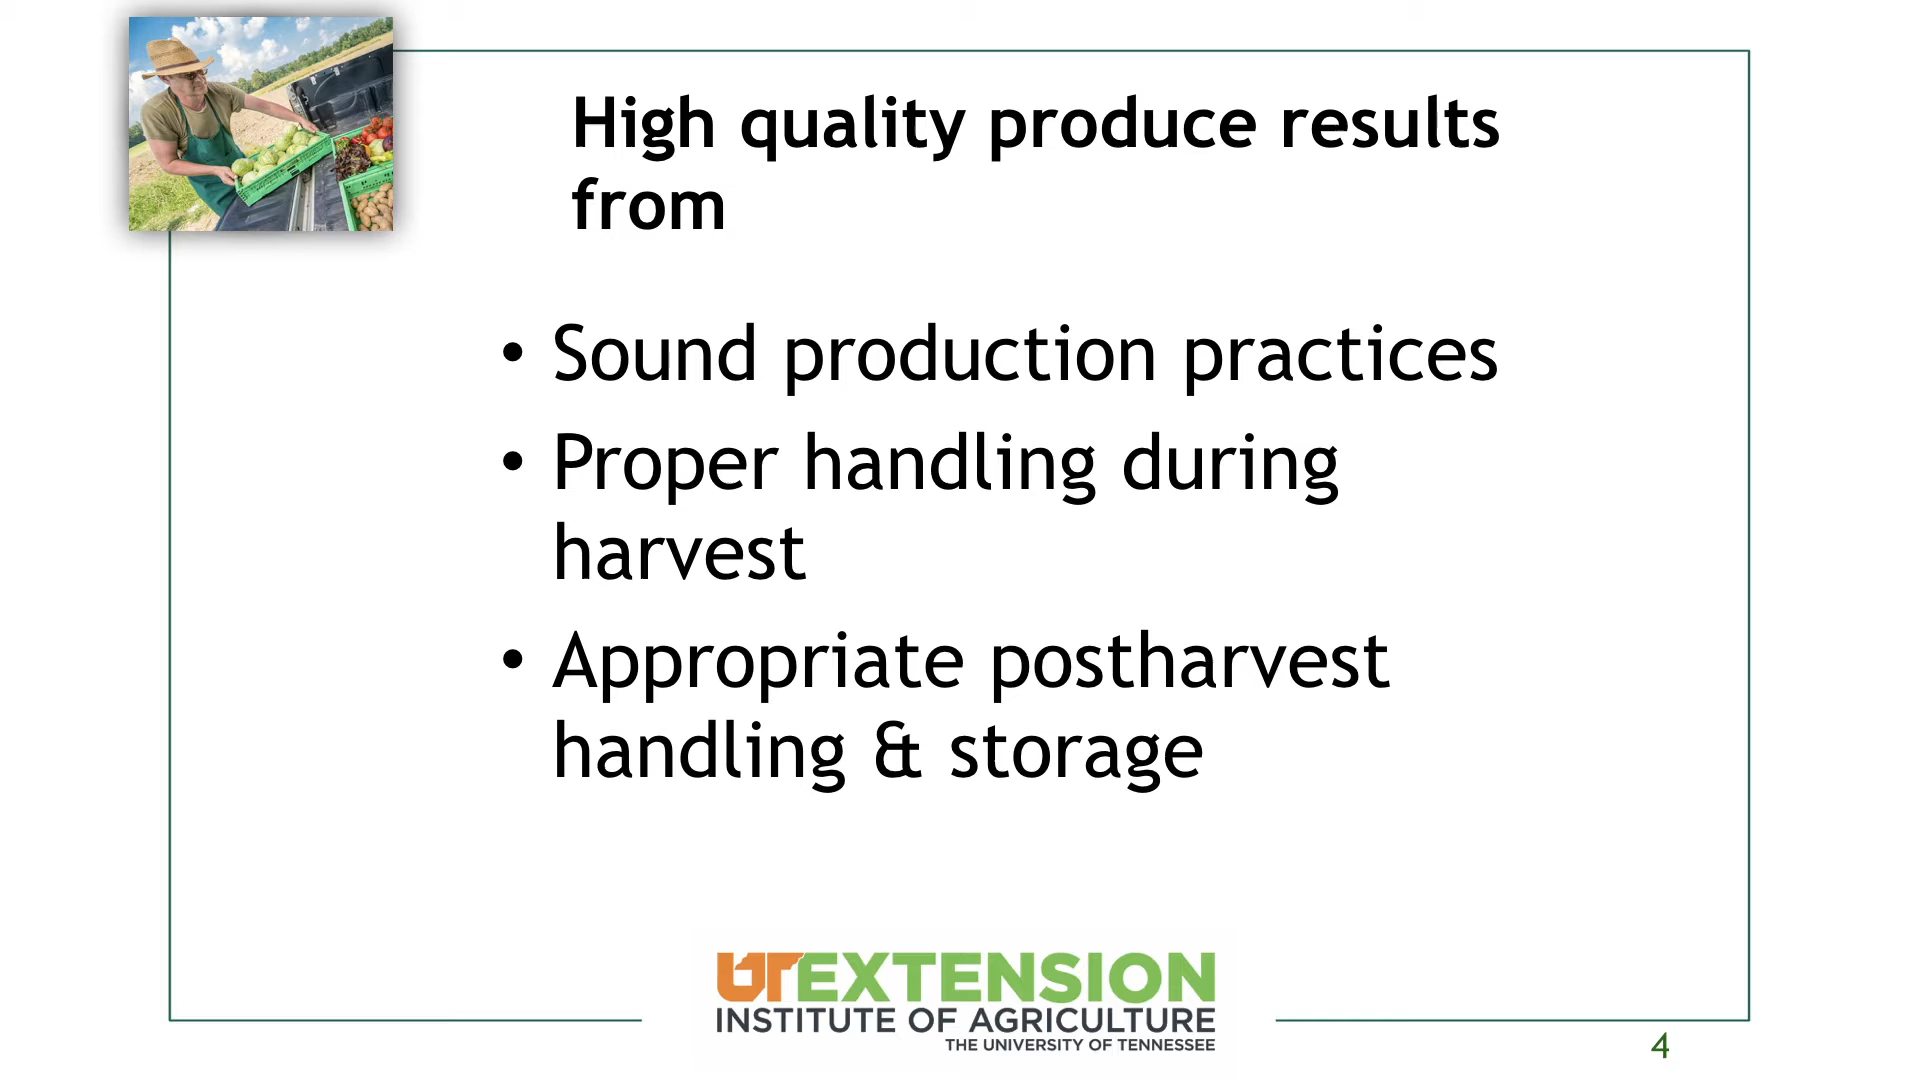 High quality produce results
from
• Sound production practices
• Proper handling during
harvest
• Appropriate postharvest
handling & storage
UTEXTENSION
INSTITUTE OF AGRICULTURE
THE UNIVERSITY OF TENNESSEE
4